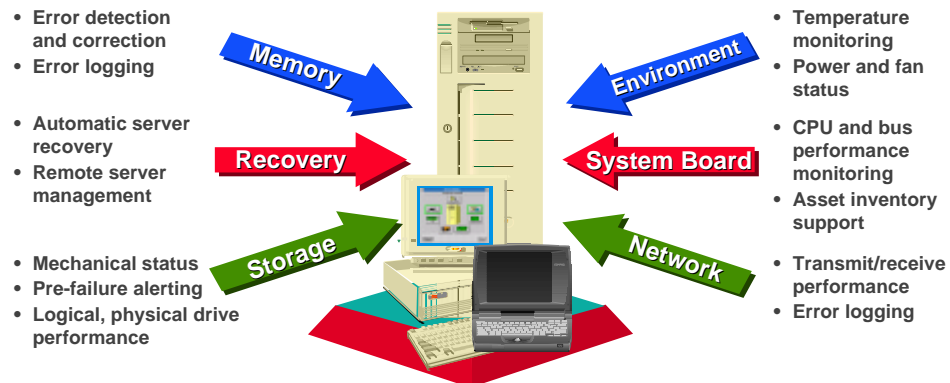 • Error detection
and correction
• Error logging
Memory
Environment
• Temperature
monitoring
• Power and fan
status
• Automatic server
recovery
• Remote server
management
Recovery
System Board
• CPU and bus
performance
monitoring
• Asset inventory
support
• Mechanical status
• Pre-failure alerting
• Logical, physical drive
performance
Storage
Network
• Transmit/receive
performance
• Error logging